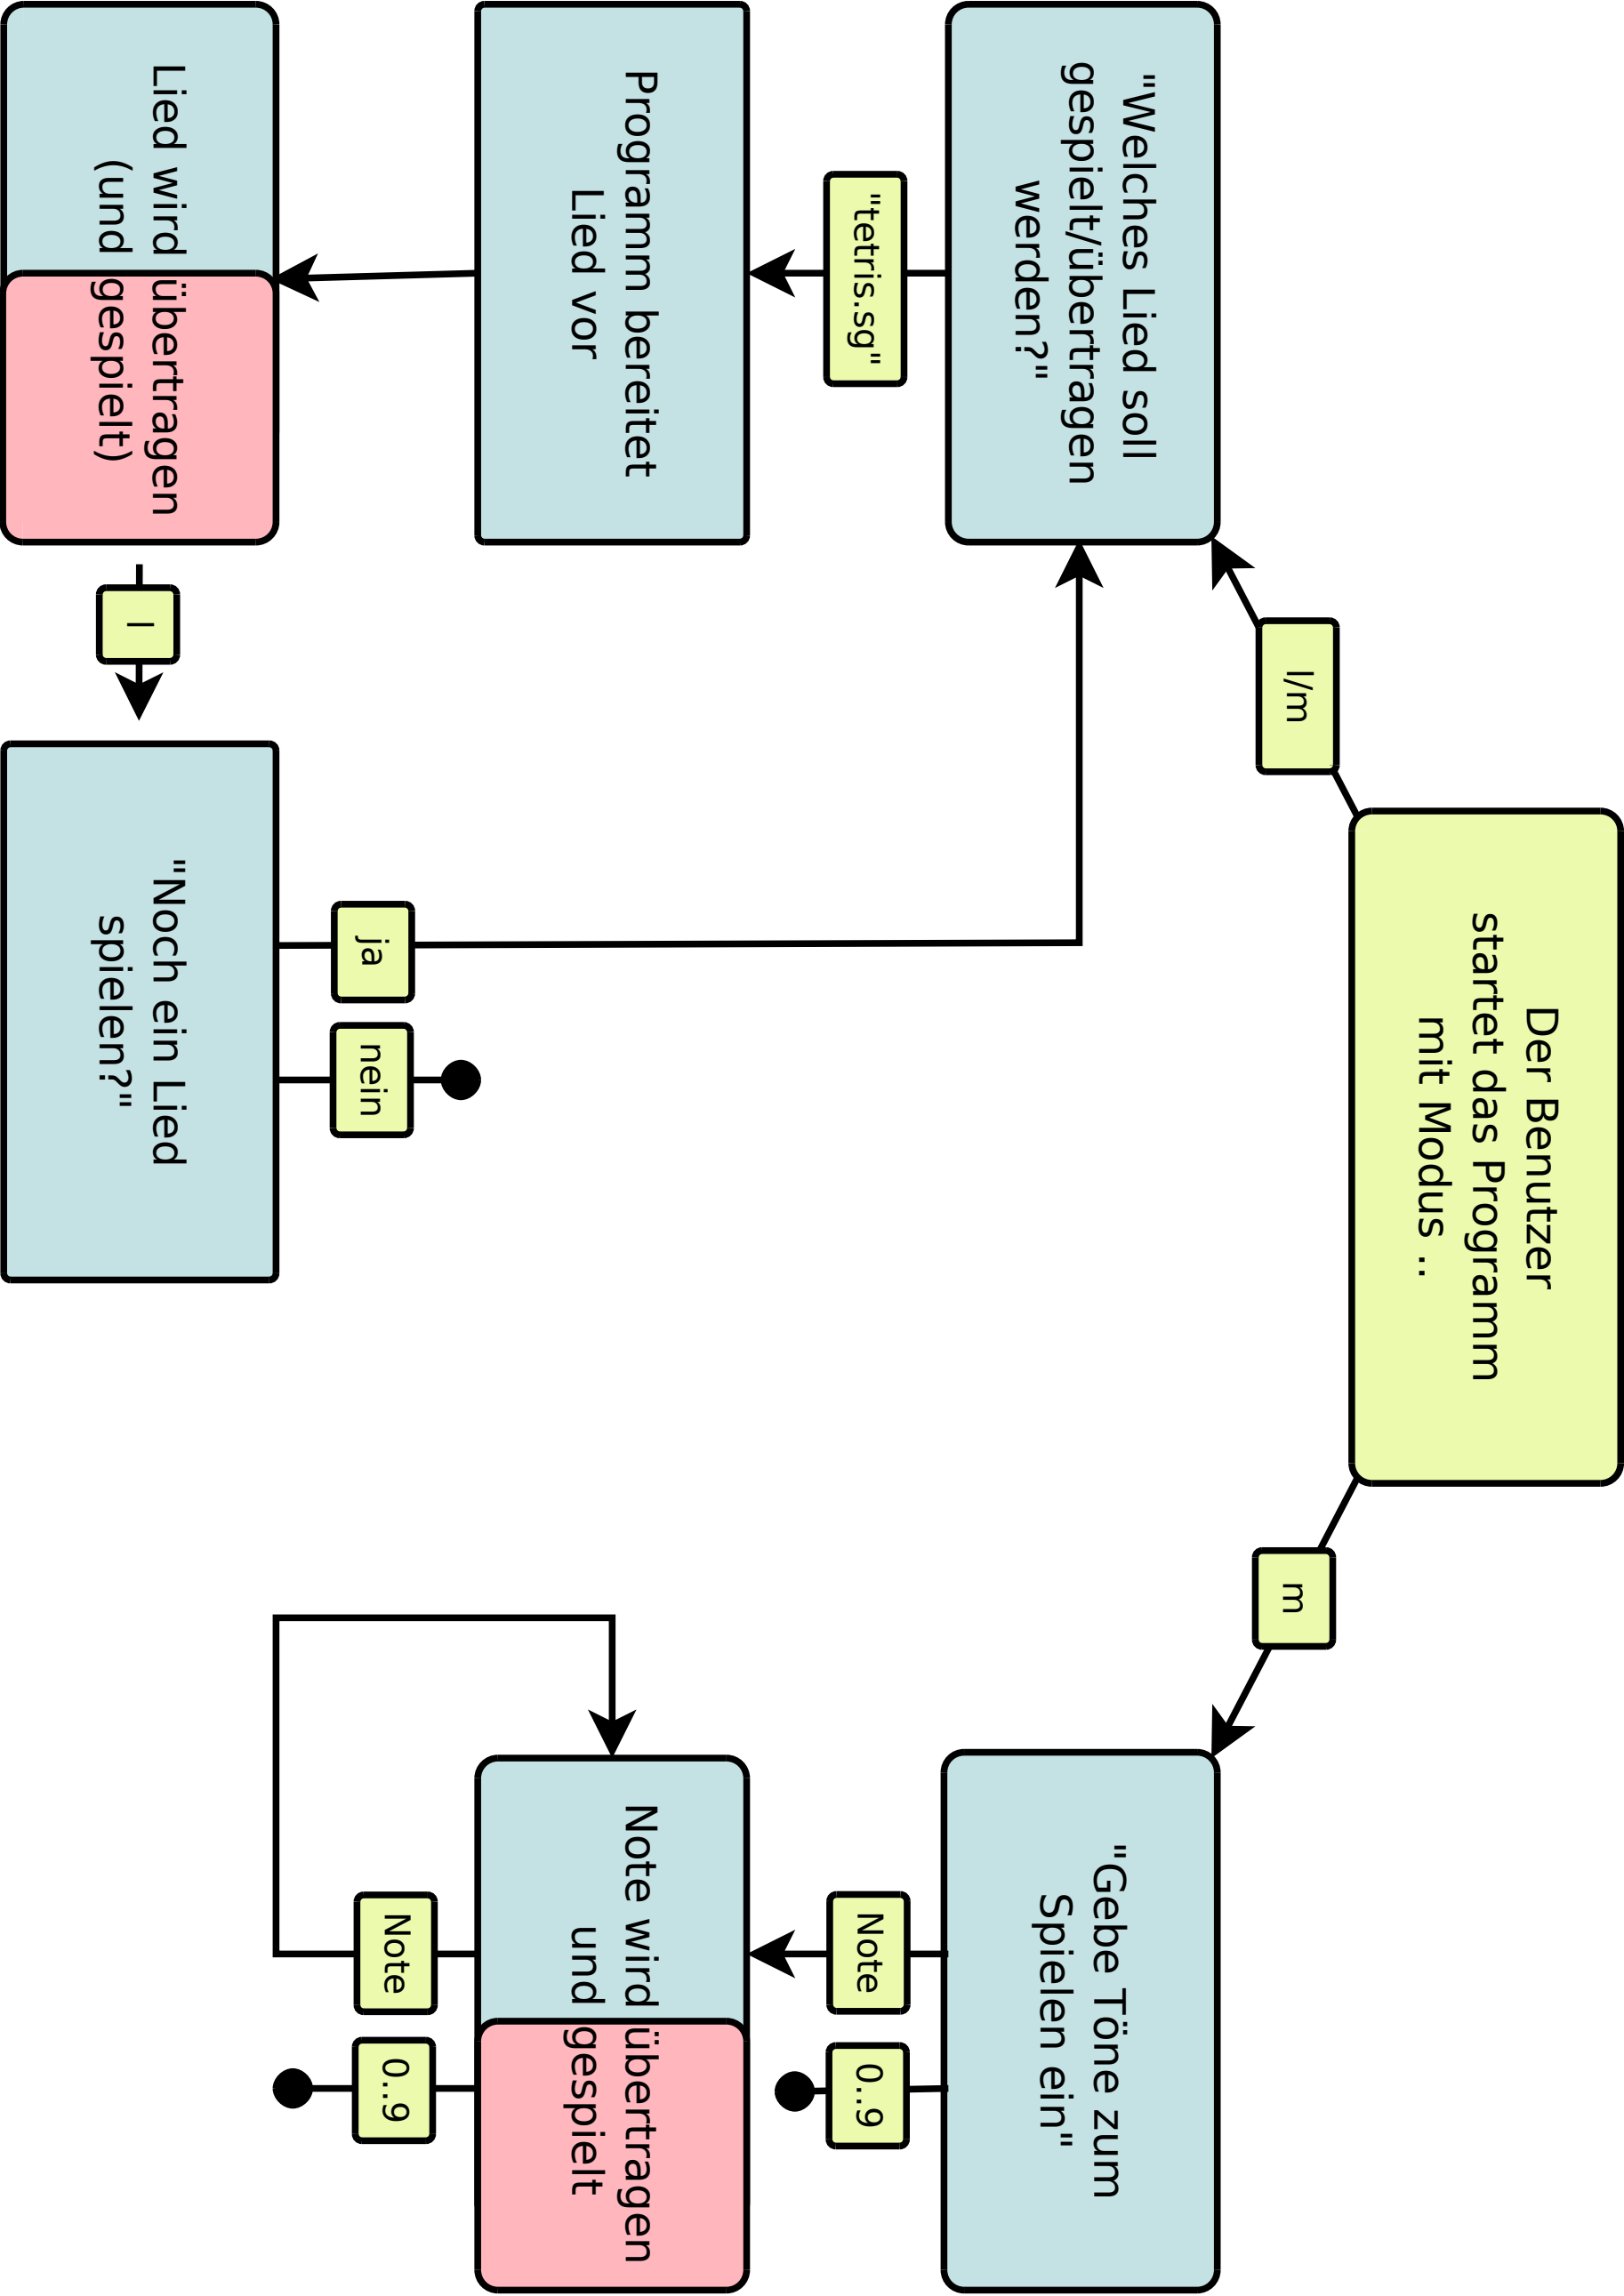 Der Benutzer
startet das Programm
mit Modus ..
l/m
m
"Welches Lied soll
gespielt/übertragen
werden?"
"Gebe Töne zum
Spielen ein"
"tetris.sg"
Note
0..9
Programm bereitet
Lied vor
Note wird übertragen
und gespielt
Note
0..9
ja
nein
Lied wird übertragen
(und gespielt)
l
"Noch ein Lied
spielen?"